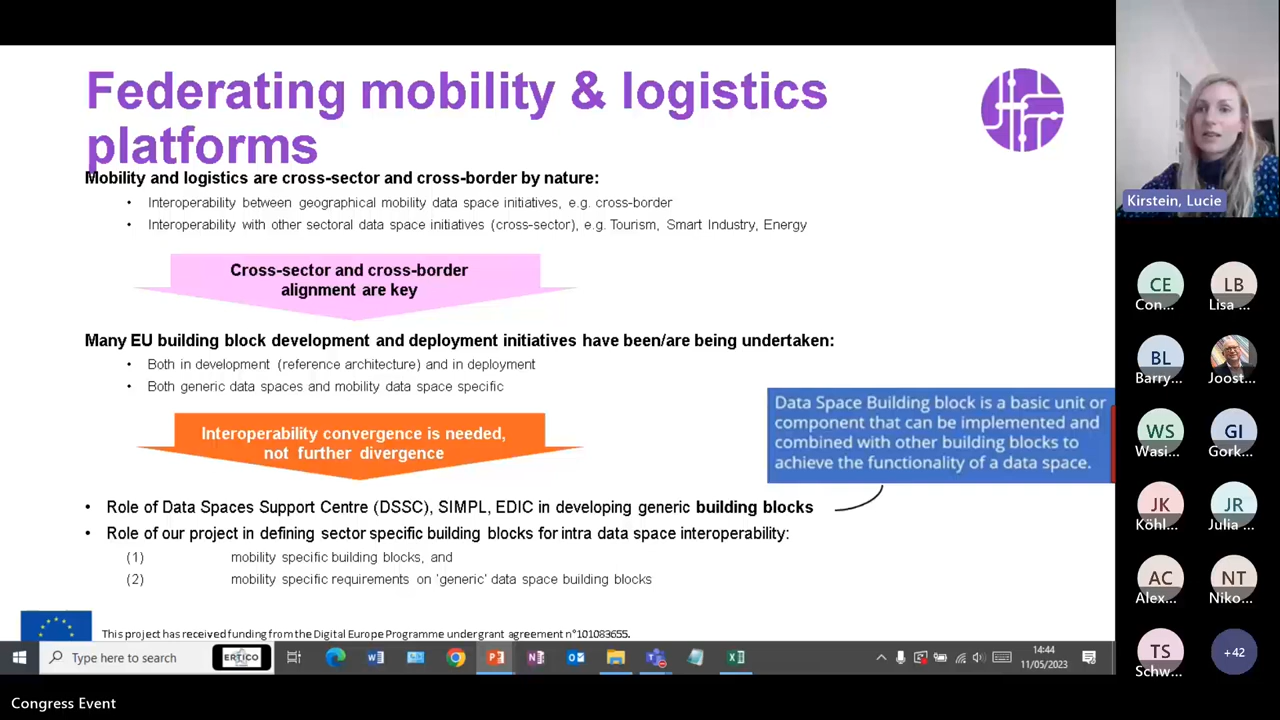 Federating mobility & logistics
platforms
Mobility and logistics are cross-sector and cross-border by nature:
• Interoperability between geographical mobility data space initiatives, e.g. cross-border
• Interoperability with other sectoral data space initiatives (cross-sector), e.g. Tourism, Smart Industry, Energy
Cross-sector and cross-border
alignment are key
Many EU building block development and deployment initiatives have been/are being undertaken:
• Both in development (reference architecture) and in deployment
• Both generic data spaces and mobility data space specific
Interoperability convergence is needed,
not further divergence
Data Space Building block is a basic unit or
component that can be implemented and
combined with other building blocks to
achieve the functionality of a data space.
• Role of Data Spaces Support Centre (DSSC), SIMPL, EDIC in developing generic building blocks
• Role of our project in defining sector specific building blocks for intra data space interoperability:
(1) mobility specific building blocks, and
(2) mobility specific requirements on 'generic' data space building blocks
This project has received funding from the Digital Europe Programme under grant agreement n°101083655.
Type here to search
ERTICO
14:44
11/05/2023
Kirstein, Lucie
CE
Con...
LB
Lisa ...
BL
Barry...
Joost...
WS
Wasi...
GI
Gork...
JK
Köhl...
JR
Julia ...
AC
Alex...
NT
Niko...
TS
Schw...
+42
Congress Event